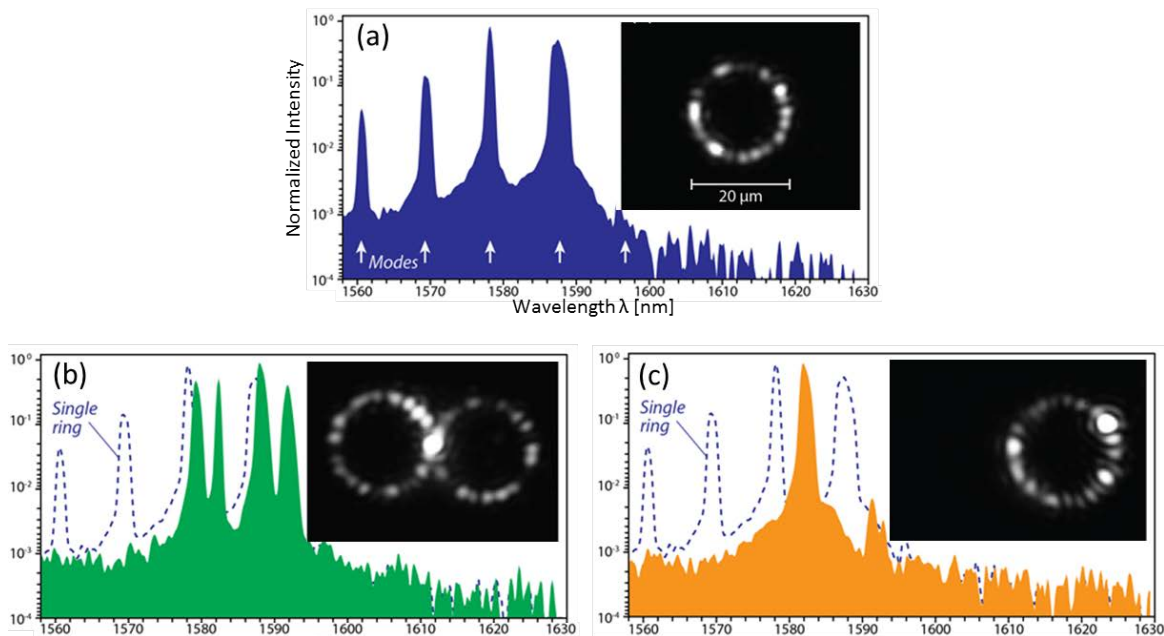 (a)
Normalized Intensity
10⁰
10⁻¹
10⁻²
10⁻³
10⁻⁴
Modes
20 µm
1560 1570 1580 1590 1600 1610 1620 1630
Wavelength λ [nm]
(b)
10⁰
10⁻¹
10⁻²
10⁻³
10⁻⁴
Single
ring
1560 1570 1580 1590 1600 1610 1620 1630
(c)
10⁰
10⁻¹
10⁻²
10⁻³
10⁻⁴
Single
ring
1560 1570 1580 1590 1600 1610 1620 1630